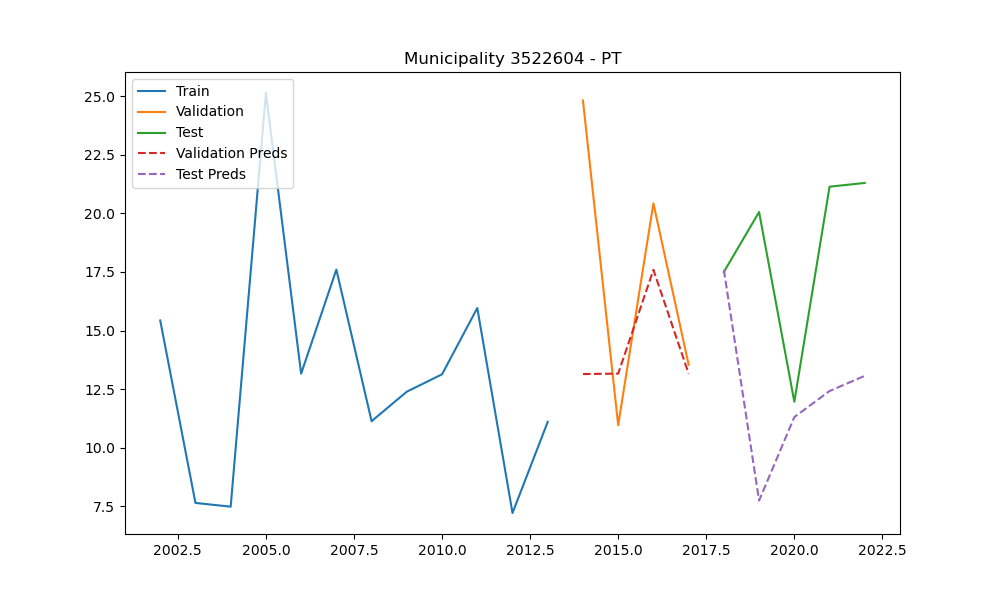 Municipality 3522604 - PT
Train
Validation
Test
Validation Preds
Test Preds
25.0
22.5
20.0
17.5
15.0
12.5
10.0
7.5
2002.5 2005.0 2007.5 2010.0 2012.5 2015.0 2017.5 2020.0 2022.5